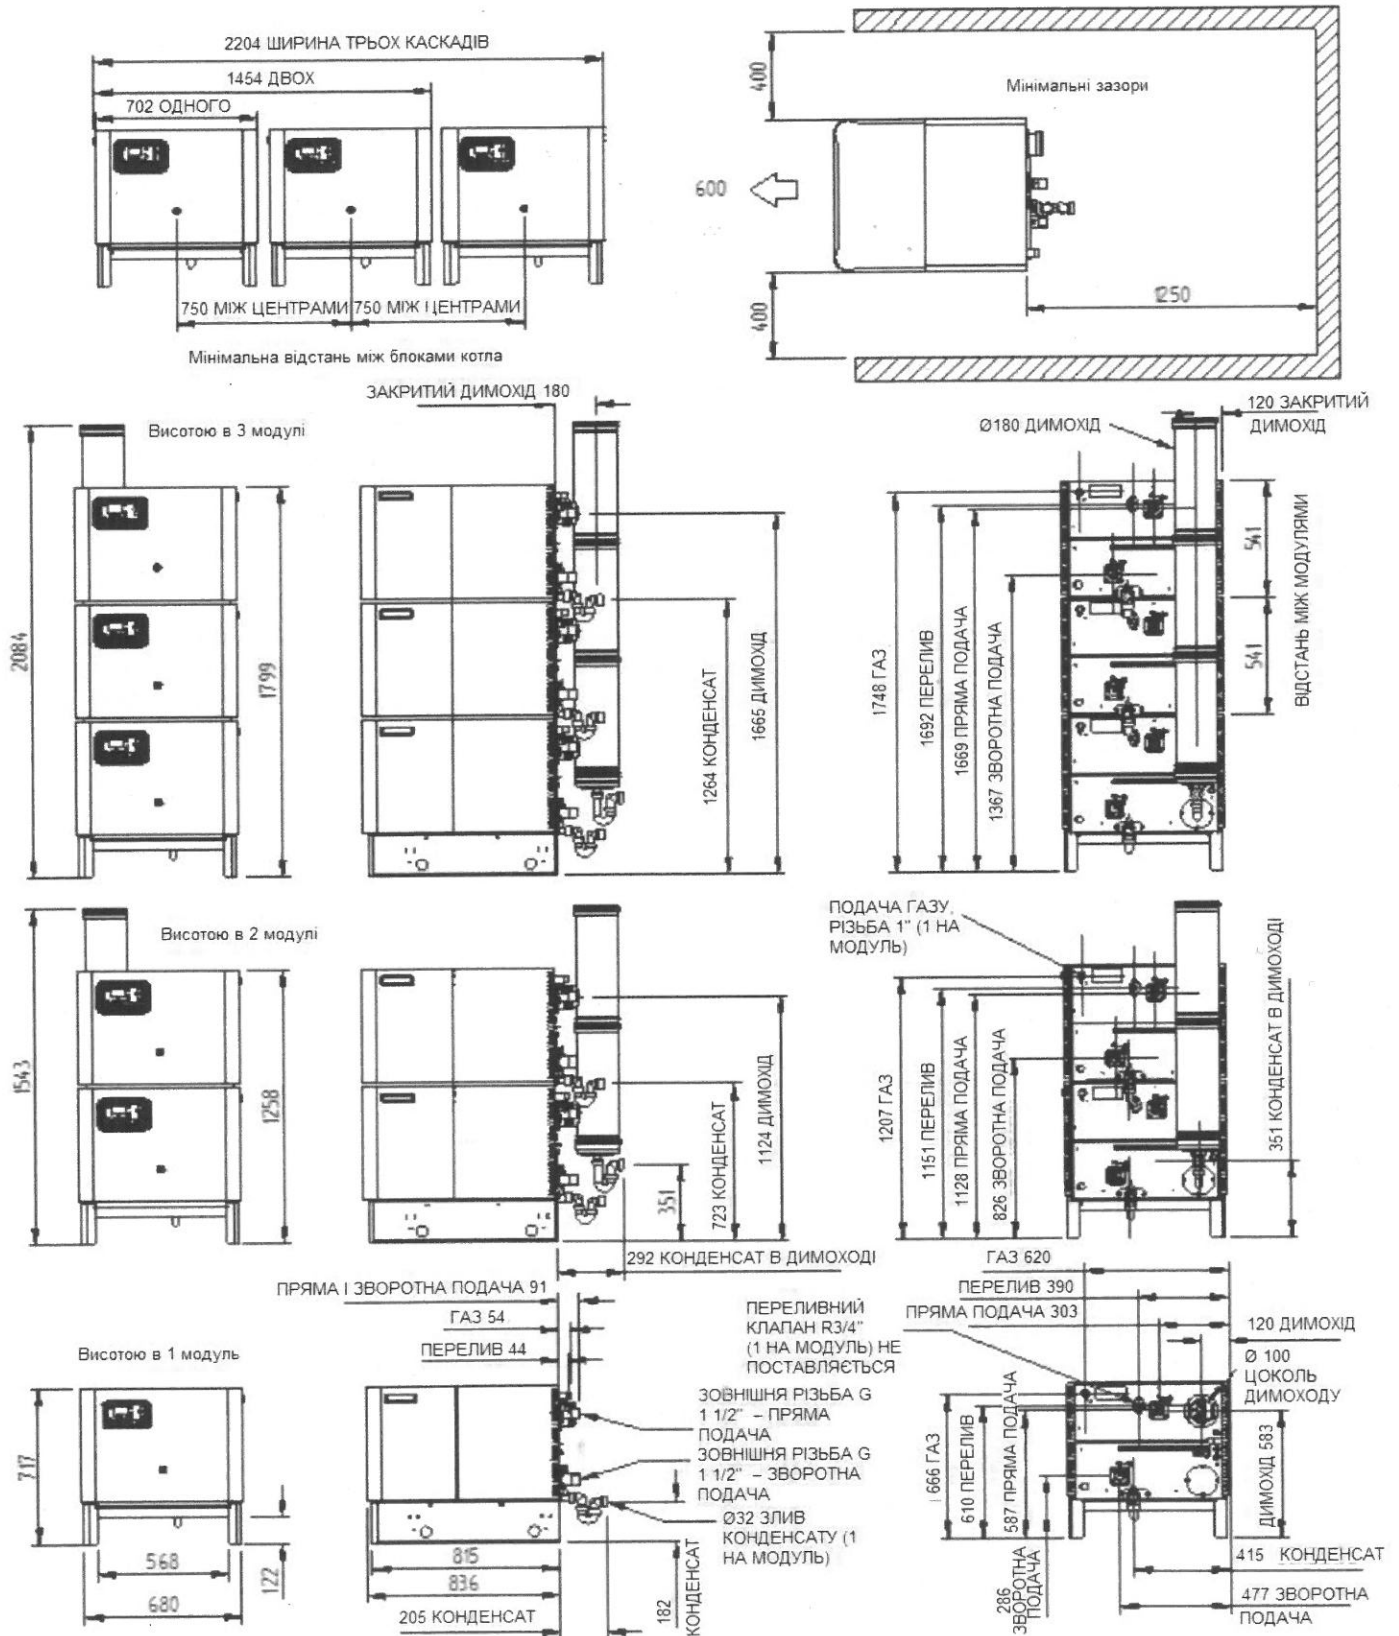 2204 ШИРИНА ТРЬОХ КАСКАДІВ
1454 ДВОХ
702 ОДНОГО
750 МІЖ ЦЕНТРАМИ
750 МІЖ ЦЕНТРАМИ
Мінімальна відстань між блоками котла
400
Мінімальні зазори
600
1250
400
ЗАКРИТИЙ ДИМОХІД 180
Висотою в 3 модулі
2084
1799
1264 КОНДЕНСАТ
1665 ДИМОХІД
Ø180 ДИМОХІД
120 ЗАКРИТИЙ
ДИМОХІД
1748 ГАЗ
1692 ПЕРЕЛИВ
1669 ПРЯМА ПОДАЧА
1367 ЗВОРОТНА ПОДАЧА
541
541
ВІДСТАНЬ МІЖ МОДУЛЯМИ
Висотою в 2 модулі
1543
1258
351
723 КОНДЕНСАТ
1124 ДИМОХІД
292 КОНДЕНСАТ В ДИМОХОДІ
ПОДАЧА ГАЗУ,
РІЗЬБА 1" (1 НА
МОДУЛЬ)
1207 ГАЗ
1151 ПЕРЕЛИВ
1128 ПРЯМА ПОДАЧА
826 ЗВОРОТНА ПОДАЧА
351 КОНДЕНСАТ В ДИМОХОДІ
Висотою в 1 модуль
717
568
680
122
ПРЯМА І ЗВОРОТНА ПОДАЧА 91
ГАЗ 54
ПЕРЕЛИВ 44
815
836
205 КОНДЕНСАТ
182
КОНДЕНСАТ
ПЕРЕЛИВНИЙ
КЛАПАН R3/4"
(1 НА МОДУЛЬ) НЕ
ПОСТАВЛЯЄТЬСЯ
ЗОВНІШНЯ РІЗЬБА G
1 1/2" – ПРЯМА
ПОДАЧА
ЗОВНІШНЯ РІЗЬБА G
1 1/2" – ЗВОРОТНА
ПОДАЧА
Ø32 ЗЛИВ
КОНДЕНСАТУ (1
НА МОДУЛЬ)
ГАЗ 620
ПЕРЕЛИВ 390
ПРЯМА ПОДАЧА 303
120 ДИМОХІД
Ø 100
ЦОКОЛЬ
ДИМОХОДУ
666 ГАЗ
610 ПЕРЕЛИВ
587 ПРЯМА ПОДАЧА
286
ЗВОРОТНА
ПОДАЧА
ДИМОХІД 583
415 КОНДЕНСАТ
477 ЗВОРОТНА
ПОДАЧА